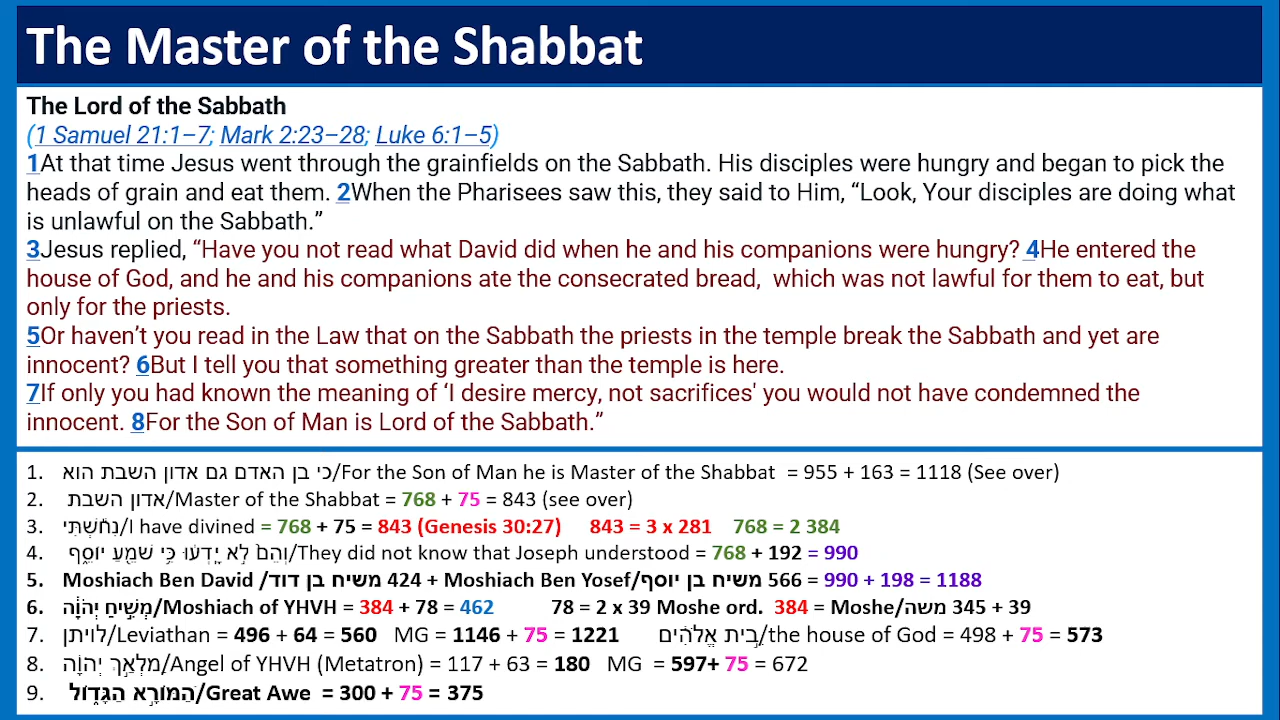 The Master of the Shabbat
The Lord of the Sabbath
(1 Samuel 21:1–7; Mark 2:23–28; Luke 6:1–5)
1At that time Jesus went through the grainfields on the Sabbath. His disciples were hungry and began to pick the
heads of grain and eat them. 2When the Pharisees saw this, they said to Him, “Look, Your disciples are doing what
is unlawful on the Sabbath.”
3Jesus replied, “Have you not read what David did when he and his companions were hungry? 4He entered the
house of God, and he and his companions ate the consecrated bread,  which was not lawful for them to eat, but
only for the priests.
5Or haven’t you read in the Law that on the Sabbath the priests in the temple break the Sabbath and yet are
innocent? 6But I tell you that something greater than the temple is here.
7If only you had known the meaning of ‘I desire mercy, not sacrifices' you would not have condemned the
innocent. 8For the Son of Man is Lord of the Sabbath.”
1. כי בן האדם גם אדון השבת הוא/For the Son of Man he is Master of the Shabbat = 955 + 163 = 1118 (See over)
2. אדון השבת/Master of the Shabbat = 768 + 75 = 843 (see over)
3. נִחַ֕שְׁתִּי/I have divined = 768 + 75 = 843 (Genesis 30:27) 843 = 3 x 281 768 = 2 384
4. וְהֵם֙ לֹ֣א יָֽדְע֔וּ כִּ֥י שֹׁמֵ֖עַ יוֹסֵ֑ף/They did not know that Joseph understood = 768 + 192 = 990
5. Moshiach Ben David /משיח בן דוד 424 + Moshiach Ben Yosef/משיח בן יוסף 566 = 990 + 198 = 1188
6. מְשִׁ֣יחַ יְהוָ֔ה/Moshiach of YHVH = 384 + 78 = 462 78 = 2 x 39 Moshe ord. 384 = Moshe/משה 345 + 39
7. לויתן/Leviathan = 496 + 64 = 560 MG = 1146 + 75 = 1221 בֵּ֣ית אֱלֹהִ֔ים/the house of God = 498 + 75 = 573
8. מַלְאַ֣ךְ יְהוָ֔ה/Angel of YHVH (Metatron) = 117 + 63 = 180 MG = 597+ 75 = 672
9. הַמּוֹרָ֣א הַגָּד֑וֹל/Great Awe = 300 + 75 = 375